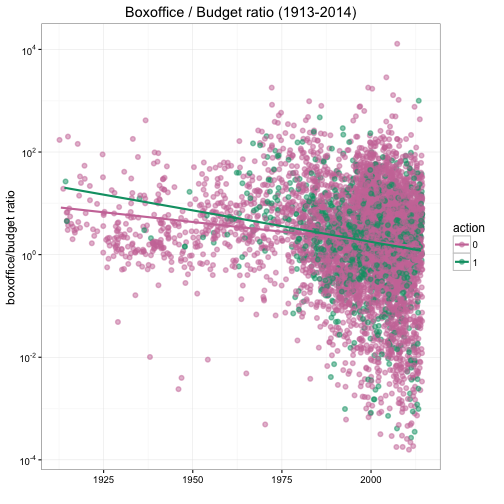 Boxoffice / Budget ratio (1913-2014)
boxoffice/budget ratio
10^4
10^2
10^0
10^-2
10^-4
1925 1950 1975 2000
action
0
1